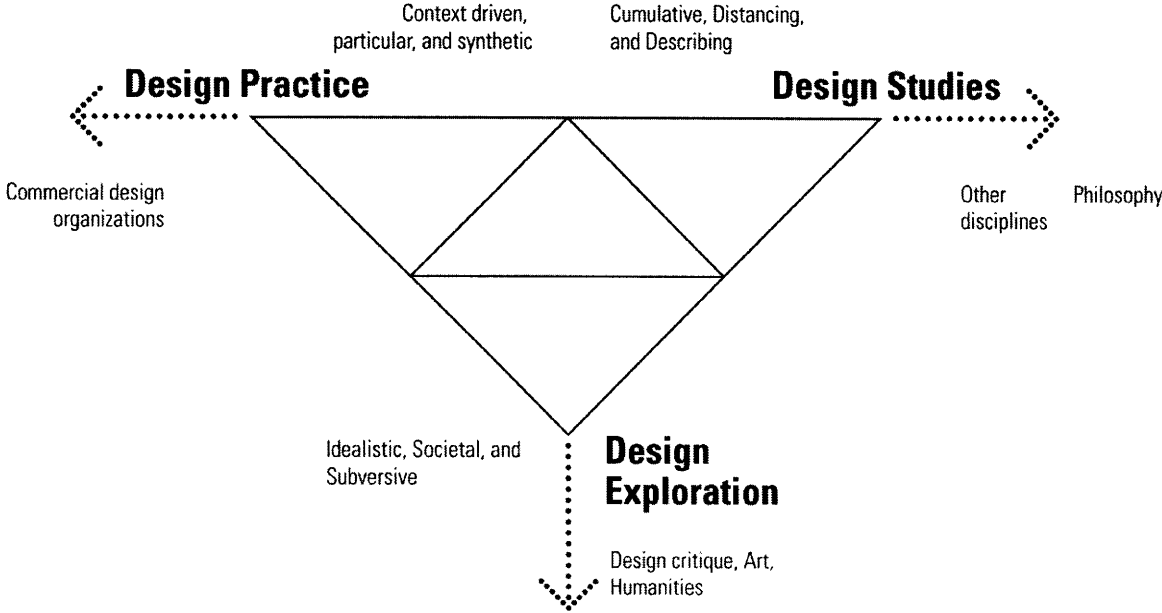 Context driven,
particular, and synthetic
Cumulative, Distancing,
and Describing
Design Practice
Design Studies
Commercial design
organizations
Other
disciplines
Philosophy
Idealistic, Societal, and
Subversive
Design
Exploration
Design critique, Art,
Humanities